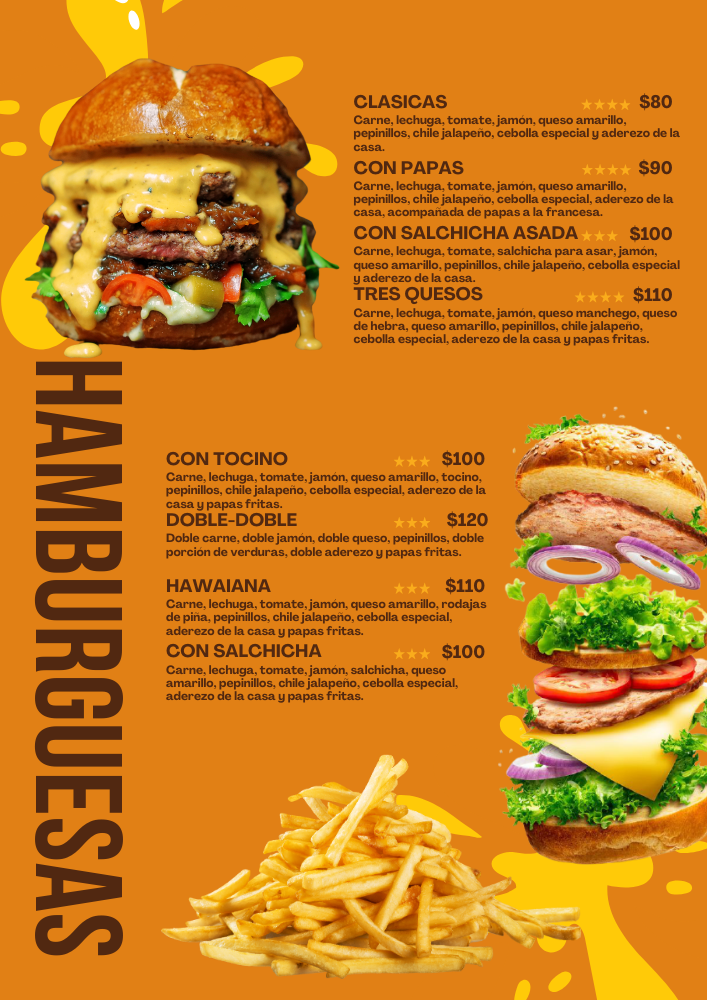 CLASICAS ★★★★ $80
Carne, lechuga, tomate, jamón, queso amarillo,
pepinillos, chile jalapeño, cebolla especial y aderezo de la
casa.
CON PAPAS ★★★★ $90
Carne, lechuga, tomate, jamón, queso amarillo,
pepinillos, chile jalapeño, cebolla especial, aderezo de la
casa, acompañada de papas a la francesa.
CON SALCHICHA ASADA ★★★ $100
Carne, lechuga, tomate, salchicha para asar, jamón,
queso amarillo, pepinillos, chile jalapeño, cebolla especial
y aderezo de la casa.
TRES QUESOS ★★★★ $110
Carne, lechuga, tomate, jamón, queso manchego, queso
de hebra, queso amarillo, pepinillos, chile jalapeño,
cebolla especial, aderezo de la casa y papas fritas.
HAMBURGUESAS
CON TOCINO ★★★ $100
Carne, lechuga, tomate, jamón, queso amarillo, tocino,
pepinillos, chile jalapeño, cebolla especial, aderezo de la
casa y papas fritas.
DOBLE-DOBLE ★★★ $120
Doble carne, doble jamón, doble queso, pepinillos, doble
porción de verduras, doble aderezo y papas fritas.
HAWAIANA ★★★ $110
Carne, lechuga, tomate, jamón, queso amarillo, rodajas
de piña, pepinillos, chile jalapeño, cebolla especial,
aderezo de la casa y papas fritas.
CON SALCHICHA ★★★ $100
Carne, lechuga, tomate, jamón, salchicha, queso
amarillo, pepinillos, chile jalapeño, cebolla especial,
aderezo de la casa y papas fritas.